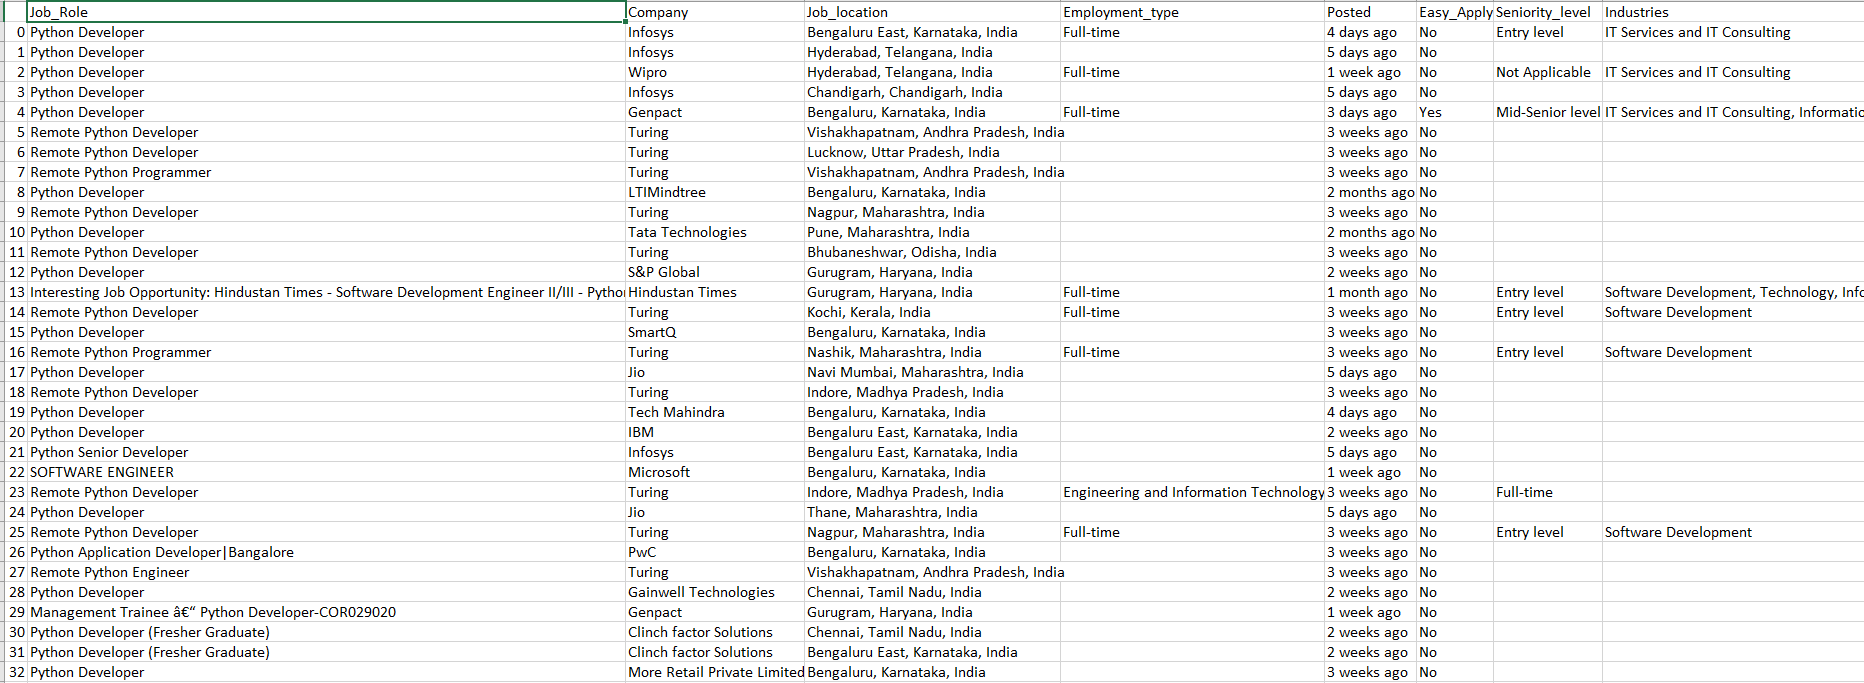 Job_Role Company Job_location Employment_type Posted Easy_Apply Seniority_level Industries
0 Python Developer Infosys Bengaluru East, Karnataka, India Full-time 4 days ago No Entry level IT Services and IT Consulting
1 Python Developer Infosys Hyderabad, Telangana, India 5 days ago No
2 Python Developer Wipro Hyderabad, Telangana, India Full-time 1 week ago No Not Applicable IT Services and IT Consulting
3 Python Developer Infosys Chandigarh, Chandigarh, India 5 days ago No
4 Python Developer Genpact Bengaluru, Karnataka, India Full-time 3 days ago Yes Mid-Senior level IT Services and IT Consulting, Informatic
5 Remote Python Developer Turing Vishakhapatnam, Andhra Pradesh, India 3 weeks ago No
6 Remote Python Developer Turing Lucknow, Uttar Pradesh, India 3 weeks ago No
7 Remote Python Programmer Turing Vishakhapatnam, Andhra Pradesh, India 3 weeks ago No
8 Python Developer LTIMindtree Bengaluru, Karnataka, India 2 months ago No
9 Remote Python Developer Turing Nagpur, Maharashtra, India 3 weeks ago No
10 Python Developer Tata Technologies Pune, Maharashtra, India 2 months ago No
11 Remote Python Developer Turing Bhubaneshwar, Odisha, India 3 weeks ago No
12 Python Developer S&P Global Gurugram, Haryana, India 2 weeks ago No
13 Interesting Job Opportunity: Hindustan Times - Software Development Engineer II/III - Pytho Hindustan Times Gurugram, Haryana, India Full-time 1 month ago No Entry level Software Development, Technology, Info
14 Remote Python Developer Turing Kochi, Kerala, India Full-time 3 weeks ago No Entry level Software Development
15 Python Developer SmartQ Bengaluru, Karnataka, India 3 weeks ago No
16 Remote Python Programmer Turing Nashik, Maharashtra, India Full-time 3 weeks ago No Entry level Software Development
17 Python Developer Jio Navi Mumbai, Maharashtra, India 5 days ago No
18 Remote Python Developer Turing Indore, Madhya Pradesh, India 3 weeks ago No
19 Python Developer Tech Mahindra Bengaluru, Karnataka, India 4 days ago No
20 Python Developer IBM Bengaluru East, Karnataka, India 2 weeks ago No
21 Python Senior Developer Infosys Bengaluru East, Karnataka, India 5 days ago No
22 SOFTWARE ENGINEER Microsoft Bengaluru, Karnataka, India 1 week ago No
23 Remote Python Developer Turing Indore, Madhya Pradesh, India Engineering and Information Technology 3 weeks ago No Full-time
24 Python Developer Jio Thane, Maharashtra, India 5 days ago No
25 Remote Python Developer Turing Nagpur, Maharashtra, India Full-time 3 weeks ago No Entry level Software Development
26 Python Application Developer|Bangalore PwC Bengaluru, Karnataka, India 3 weeks ago No
27 Remote Python Engineer Turing Vishakhapatnam, Andhra Pradesh, India 3 weeks ago No
28 Python Developer Gainwell Technologies Chennai, Tamil Nadu, India 2 weeks ago No
29 Management Trainee â€“ Python Developer-COR029020 Genpact Gurugram, Haryana, India 1 week ago No
30 Python Developer (Fresher Graduate) Clinch factor Solutions Chennai, Tamil Nadu, India 2 weeks ago No
31 Python Developer (Fresher Graduate) Clinch factor Solutions Bengaluru East, Karnataka, India 2 weeks ago No
32 Python Developer More Retail Private Limited Bengaluru, Karnataka, India 3 weeks ago No